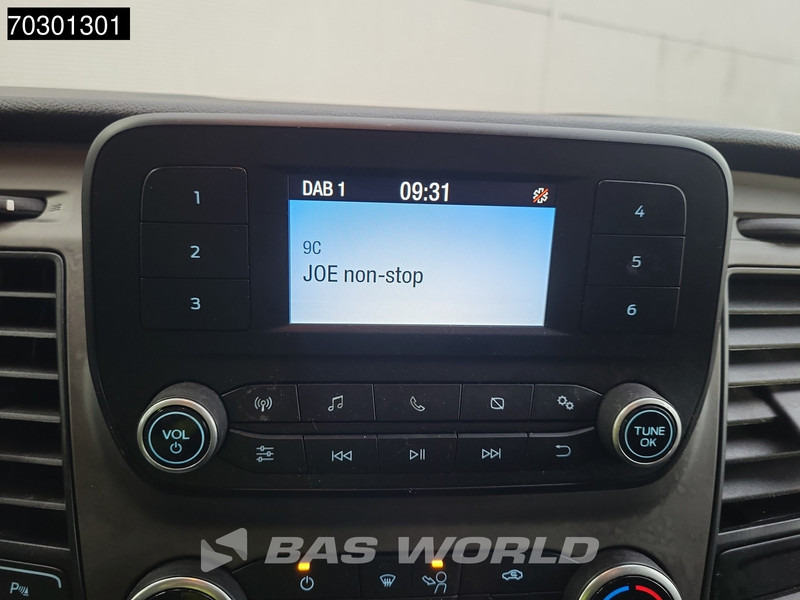 70301301
DAB 1 09:31
9C
JOE non-stop
1
2
3
4
5
6
VOL
TUNE
OK
BAS WORLD
P